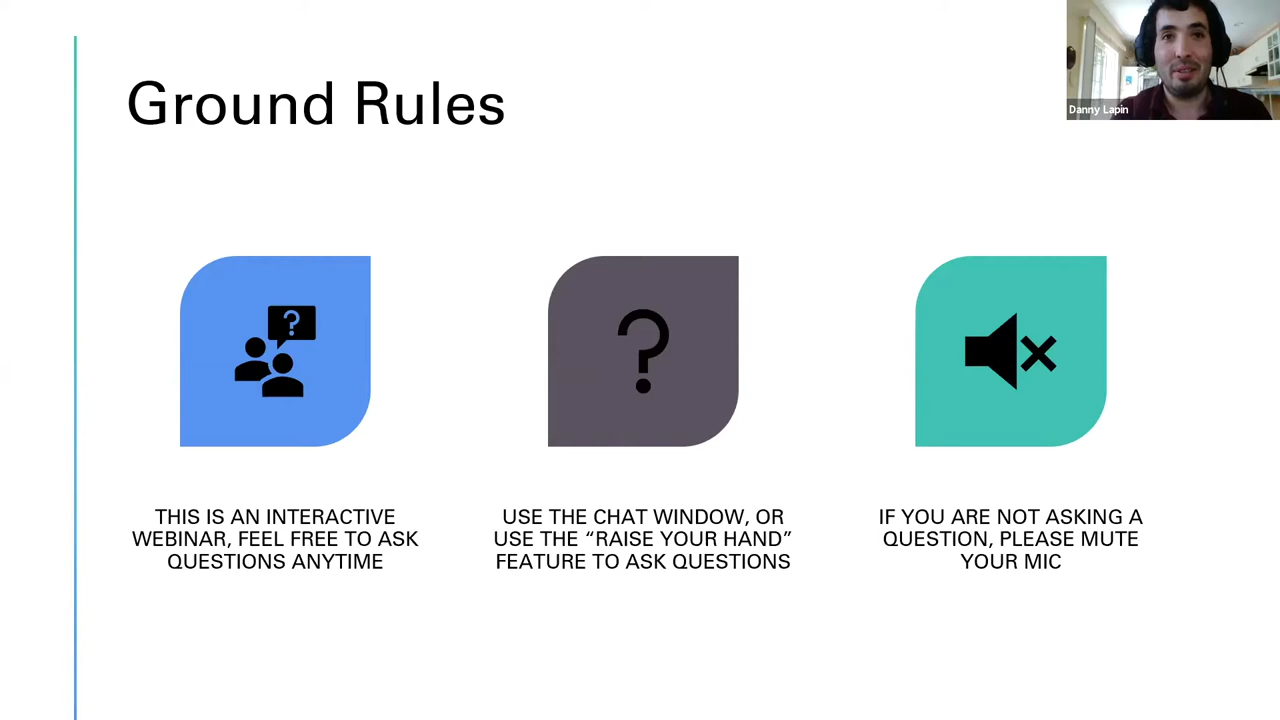 Ground Rules
Danny Lapin
?
?
THIS IS AN INTERACTIVE
WEBINAR, FEEL FREE TO ASK
QUESTIONS ANYTIME
USE THE CHAT WINDOW, OR
USE THE “RAISE YOUR HAND”
FEATURE TO ASK QUESTIONS
IF YOU ARE NOT ASKING A
QUESTION, PLEASE MUTE
YOUR MIC